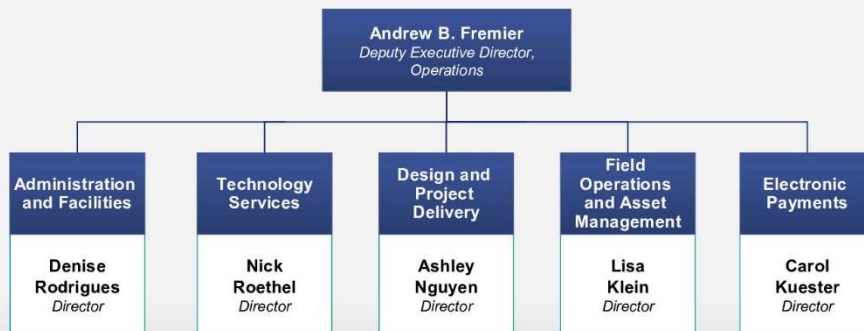 Andrew B. Fremier
Deputy Executive Director,
Operations
Administration
and Facilities
Denise
Rodrigues
Director
Technology
Services
Nick
Roethel
Director
Design and
Project
Delivery
Ashley
Nguyen
Director
Field
Operations
and Asset
Management
Lisa
Klein
Director
Electronic
Payments
Carol
Kuester
Director